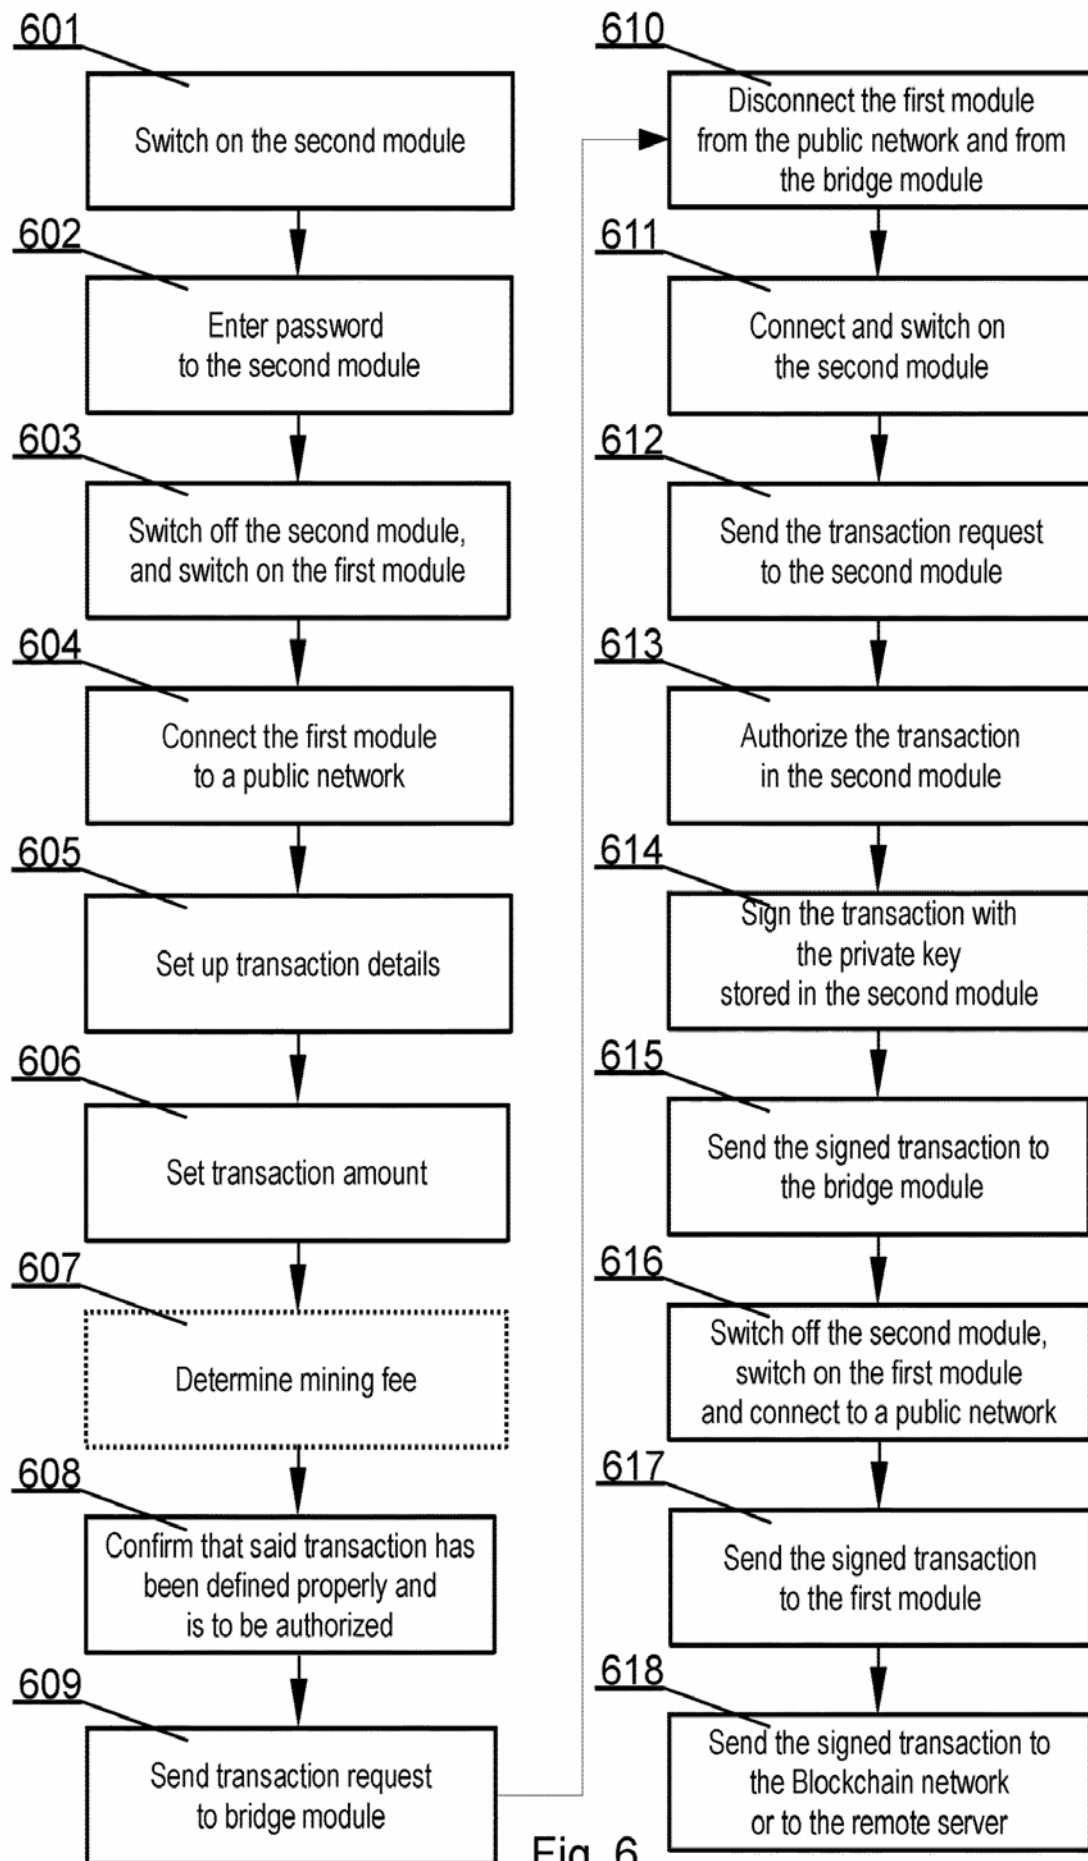 601
Switch on the second module
602
Enter password
to the second module
603
Switch off the second module,
and switch on the first module
604
Connect the first module
to a public network
605
Set up transaction details
606
Set transaction amount
607
Determine mining fee
608
Confirm that said transaction has
been defined properly and
is to be authorized
609
Send transaction request
to bridge module
610
Disconnect the first module
from the public network and from
the bridge module
611
Connect and switch on
the second module
612
Send the transaction request
to the second module
613
Authorize the transaction
in the second module
614
Sign the transaction with
the private key
stored in the second module
615
Send the signed transaction to
the bridge module
616
Switch off the second module,
switch on the first module
and connect to a public network
617
Send the signed transaction
to the first module
618
Send the signed transaction to
the Blockchain network
or to the remote server
Fig. 6